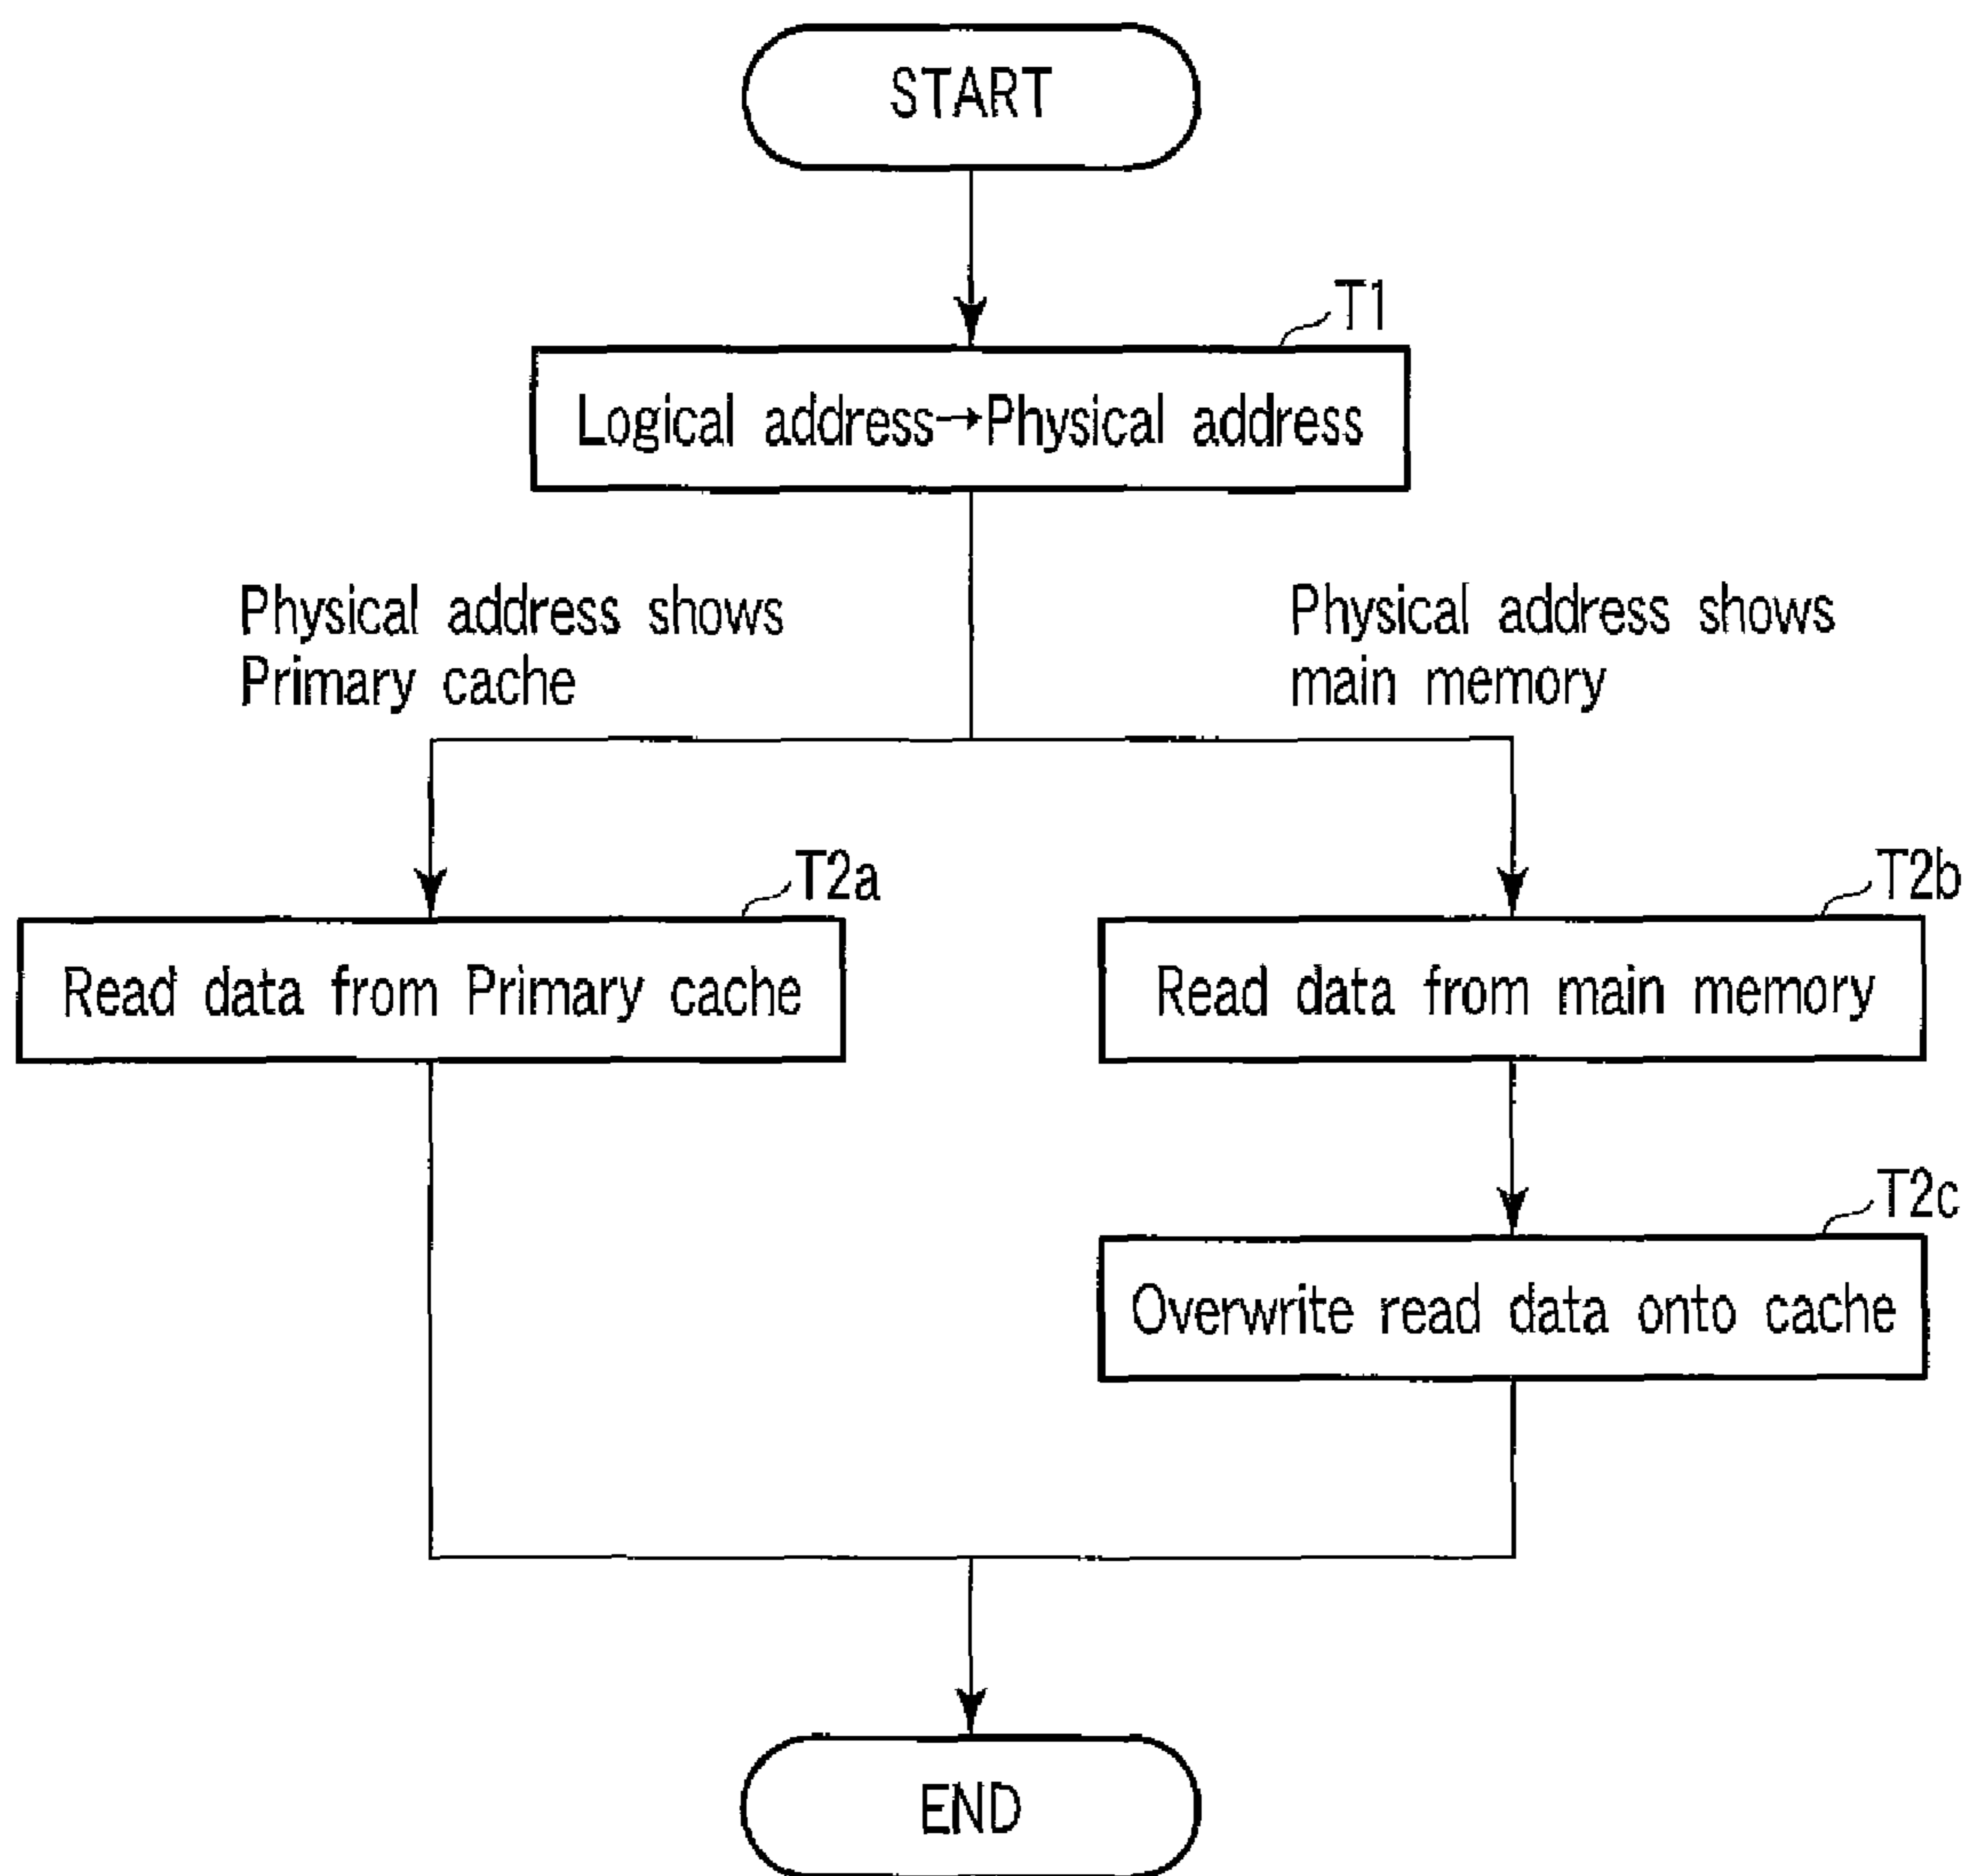 START
T1
Logical address→Physical address
Physical address shows
Primary cache
Physical address shows
main memory
T2a
Read data from Primary cache
T2b
Read data from main memory
T2c
Overwrite read data onto cache
END